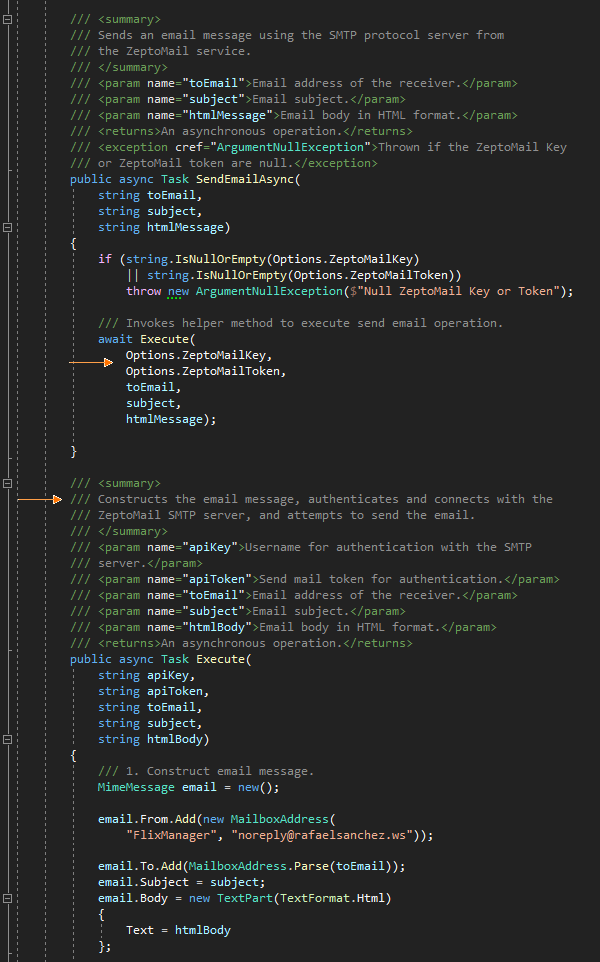 /// <summary>
/// Sends an email message using the SMTP protocol server from
/// the ZeptoMail service.
/// </summary>
/// <param name="toEmail">Email address of the receiver.</param>
/// <param name="subject">Email subject.</param>
/// <param name="htmlMessage">Email body in HTML format.</param>
/// <returns>An asynchronous operation.</returns>
/// <exception cref="ArgumentNullException">Thrown if the ZeptoMail Key
/// or ZeptoMail token are null.</exception>
public async Task SendEmailAsync(
string toEmail,
string subject,
string htmlMessage)
{
if (string.IsNullOrEmpty(Options.ZeptoMailKey)
|| string.IsNullOrEmpty(Options.ZeptoMailToken))
throw new ArgumentNullException($"Null ZeptoMail Key or Token");
/// Invokes helper method to execute send email operation.
await Execute(
Options.ZeptoMailKey,
Options.ZeptoMailToken,
toEmail,
subject,
htmlMessage);
}
/// <summary>
/// Constructs the email message, authenticates and connects with the
/// ZeptoMail SMTP server, and attempts to send the email.
/// </summary>
/// <param name="apiKey">Username for authentication with the SMTP
/// server.</param>
/// <param name="apiToken">Send mail token for authentication.</param>
/// <param name="toEmail">Email address of the receiver.</param>
/// <param name="subject">Email subject.</param>
/// <param name="htmlBody">Email body in HTML format.</param>
/// <returns>An asynchronous operation.</returns>
public async Task Execute(
string apiKey,
string apiToken,
string toEmail,
string subject,
string htmlBody)
{
/// 1. Construct email message.
MimeMessage email = new();
email.From.Add(new MailboxAddress(
"FlixManager", "noreply@rafaelsanchez.ws"));
email.To.Add(MailboxAddress.Parse(toEmail));
email.Subject = subject;
email.Body = new TextPart(TextFormat.Html)
{
Text = htmlBody
};